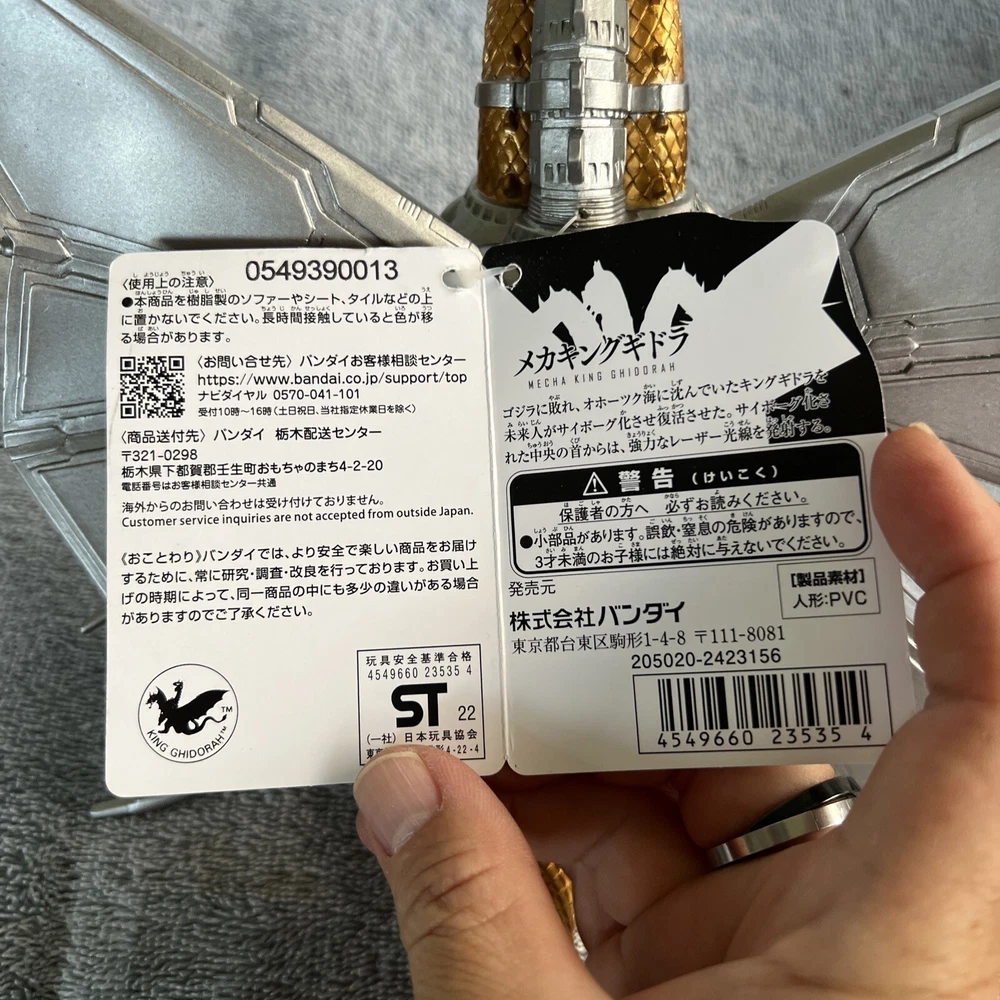 0549390013
〈使用上の注意〉
●本商品を樹脂製のソファーやシート、タイルなどの上
に置かないでください。長時間接触していると色が移
る場合があります。
〈お問い合せ先〉バンダイお客様相談センター
https://www.bandai.co.jp/support/top
ナビダイヤル 0570-041-101
受付10時～16時(土日祝日、当社指定休業日を除く)
〈商品送付先〉バンダイ 栃木配送センター
〒321-0298
栃木県下都賀郡壬生町おもちゃのまち4-2-20
電話番号はお客様相談センター共通
海外からのお問い合わせは受け付けておりません。
Customer service inquiries are not accepted from outside Japan.
《おことわり》バンダイでは、より安全で楽しい商品をお届け
するために、常に研究・調査・改良を行っております。お買い上
げの時期によって、同一商品の中にも多少の違いがある場合
がありますのでご了承ください。
KING GHIDORAH™
TM
玩具安全基準合格
4549660 23535 4
ST 22
(一社) 日本玩具協会
4-22-4
メカキングギドラ
MECHA KING GHIDORAH
ゴジラに敗れ、オホーツク海に沈んでいたキングギドラを
未来人がサイボーグ化させ復活させた。サイボーグ化さ
れた中央の首からは、強力なレーザー光線を発射する。
⚠ 警告 (けいこく)
保護者の方へ 必ずお読みください。
●小部品があります。誤飲・窒息の危険がありますので、
3才未満のお子様には絶対に与えないでください。
発売元
株式会社バンダイ
東京都台東区駒形1-4-8 〒111-8081
【製品素材】
人形:PVC
205020-2423156
4549660 23535 4